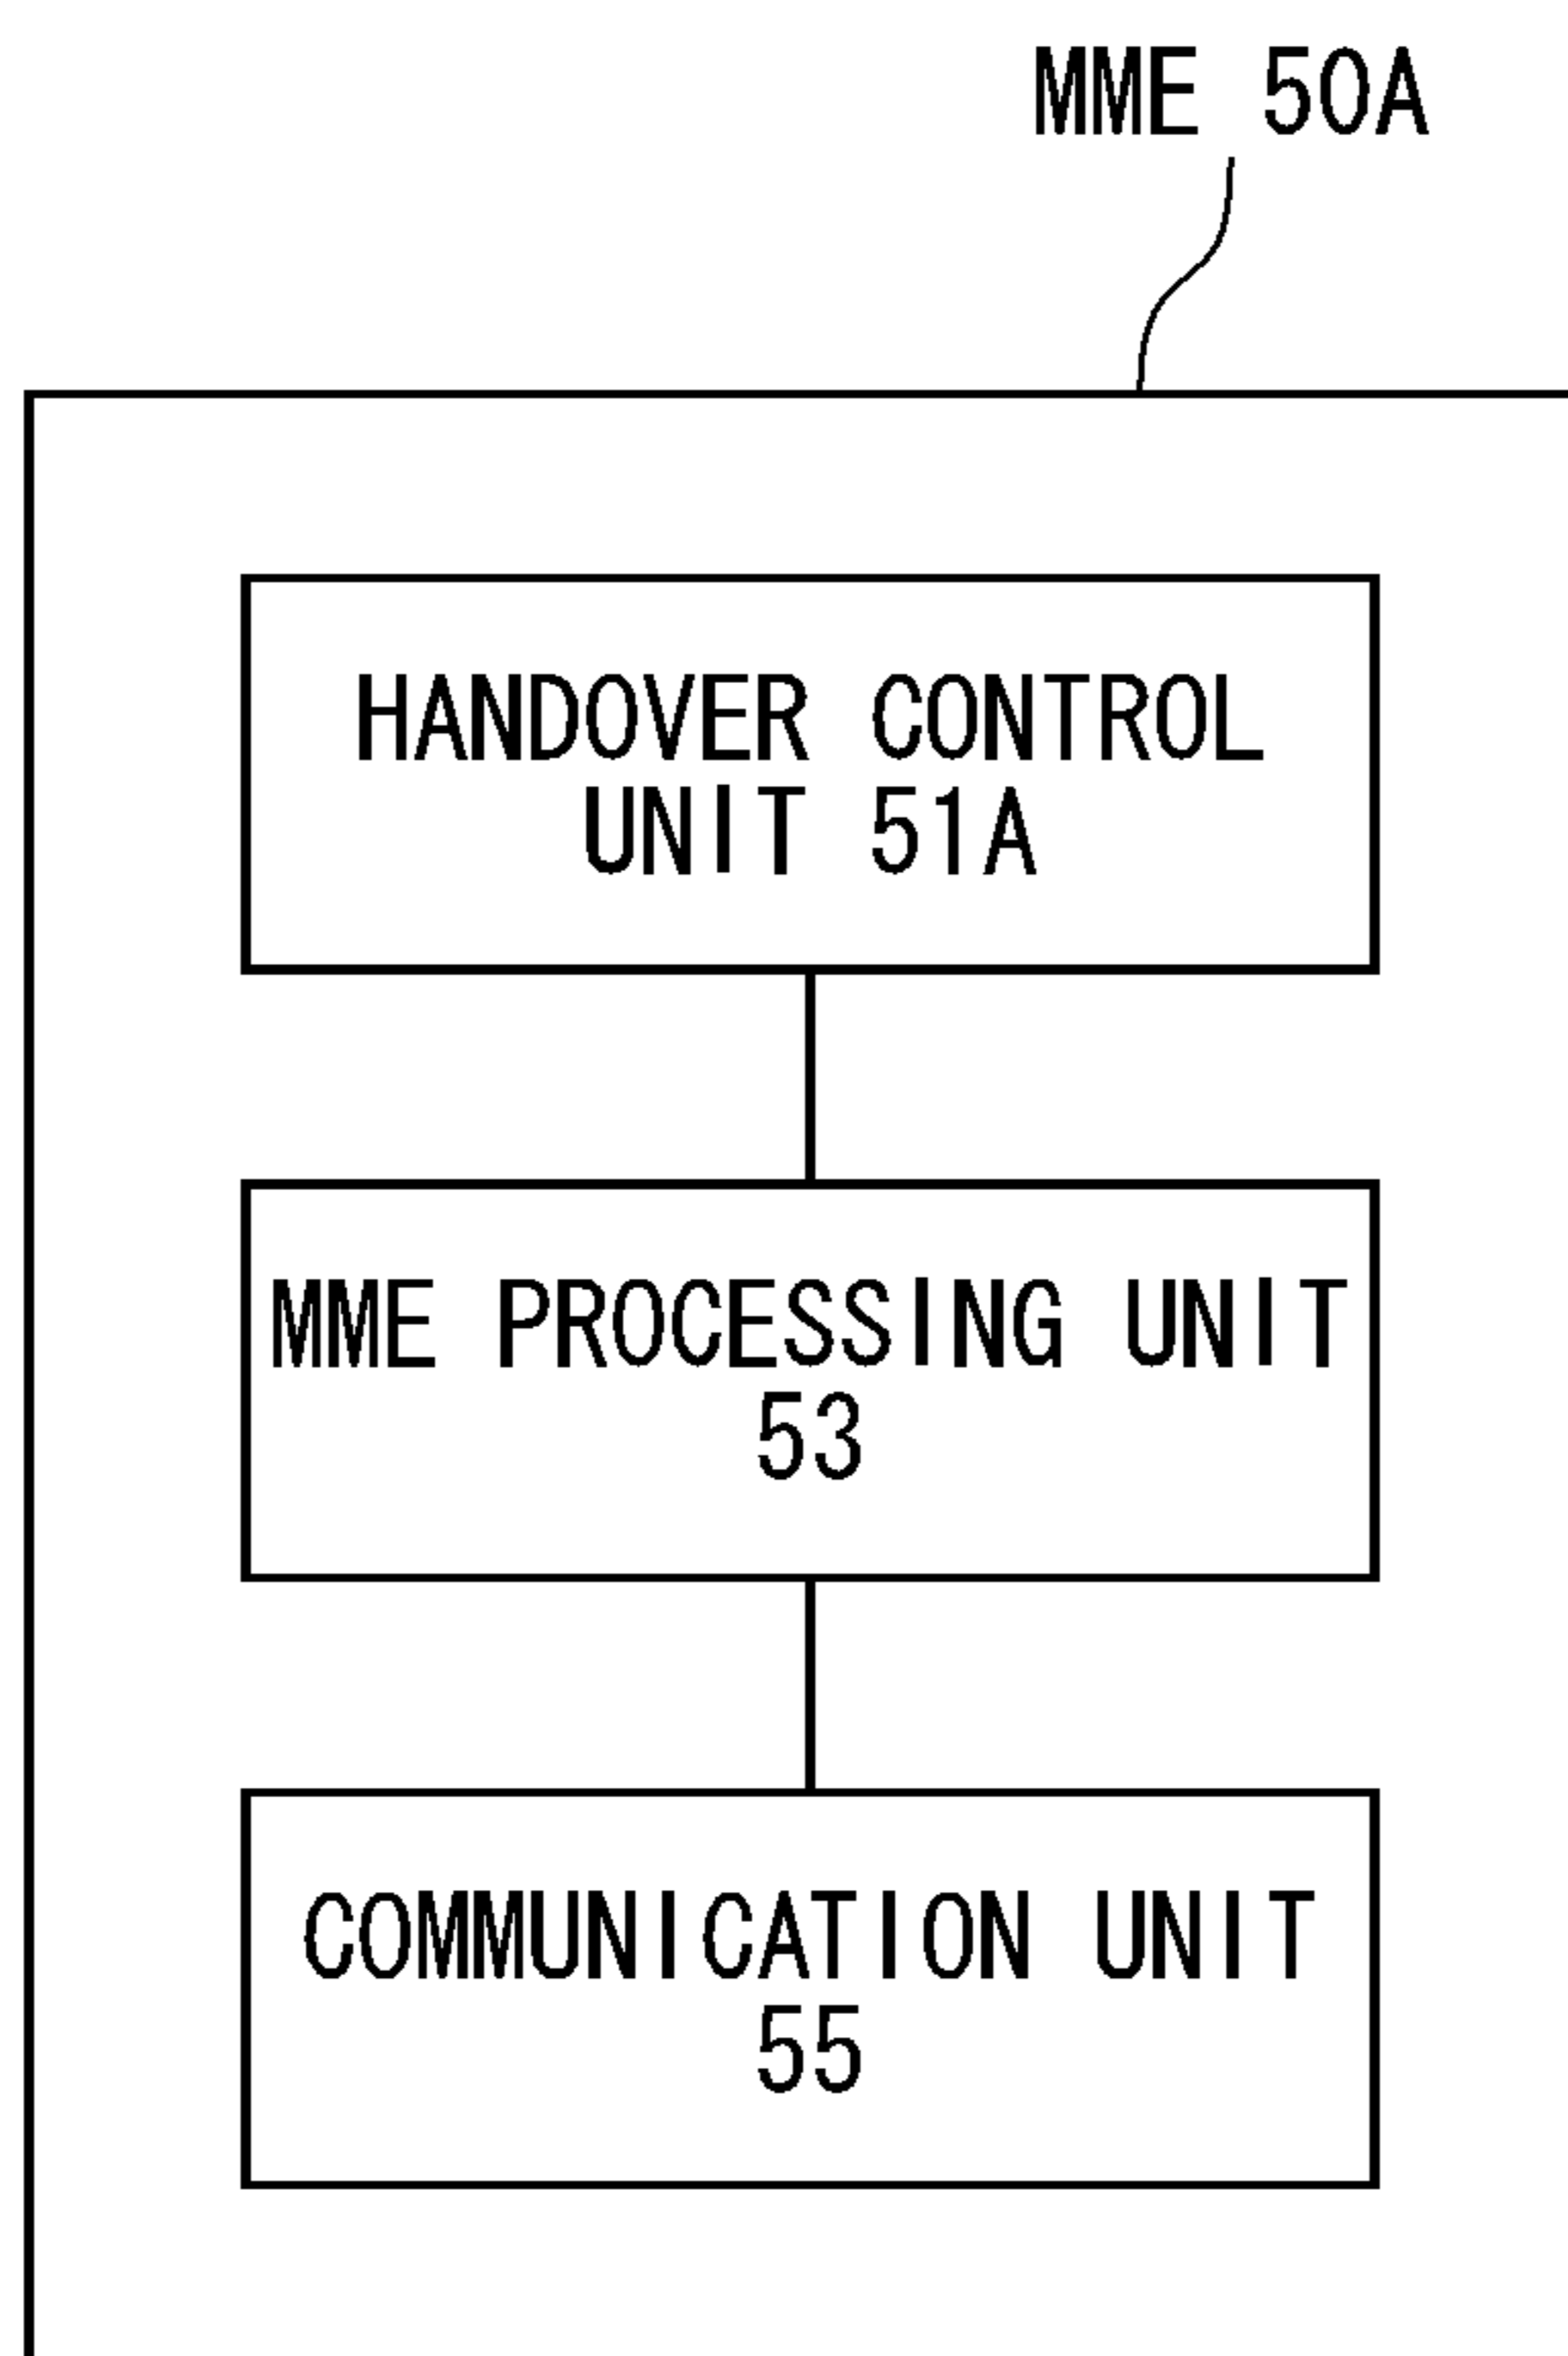 MME 50A
HANDOVER CONTROL
UNIT 51A
MME PROCESSING UNIT
53
COMMUNICATION UNIT
55